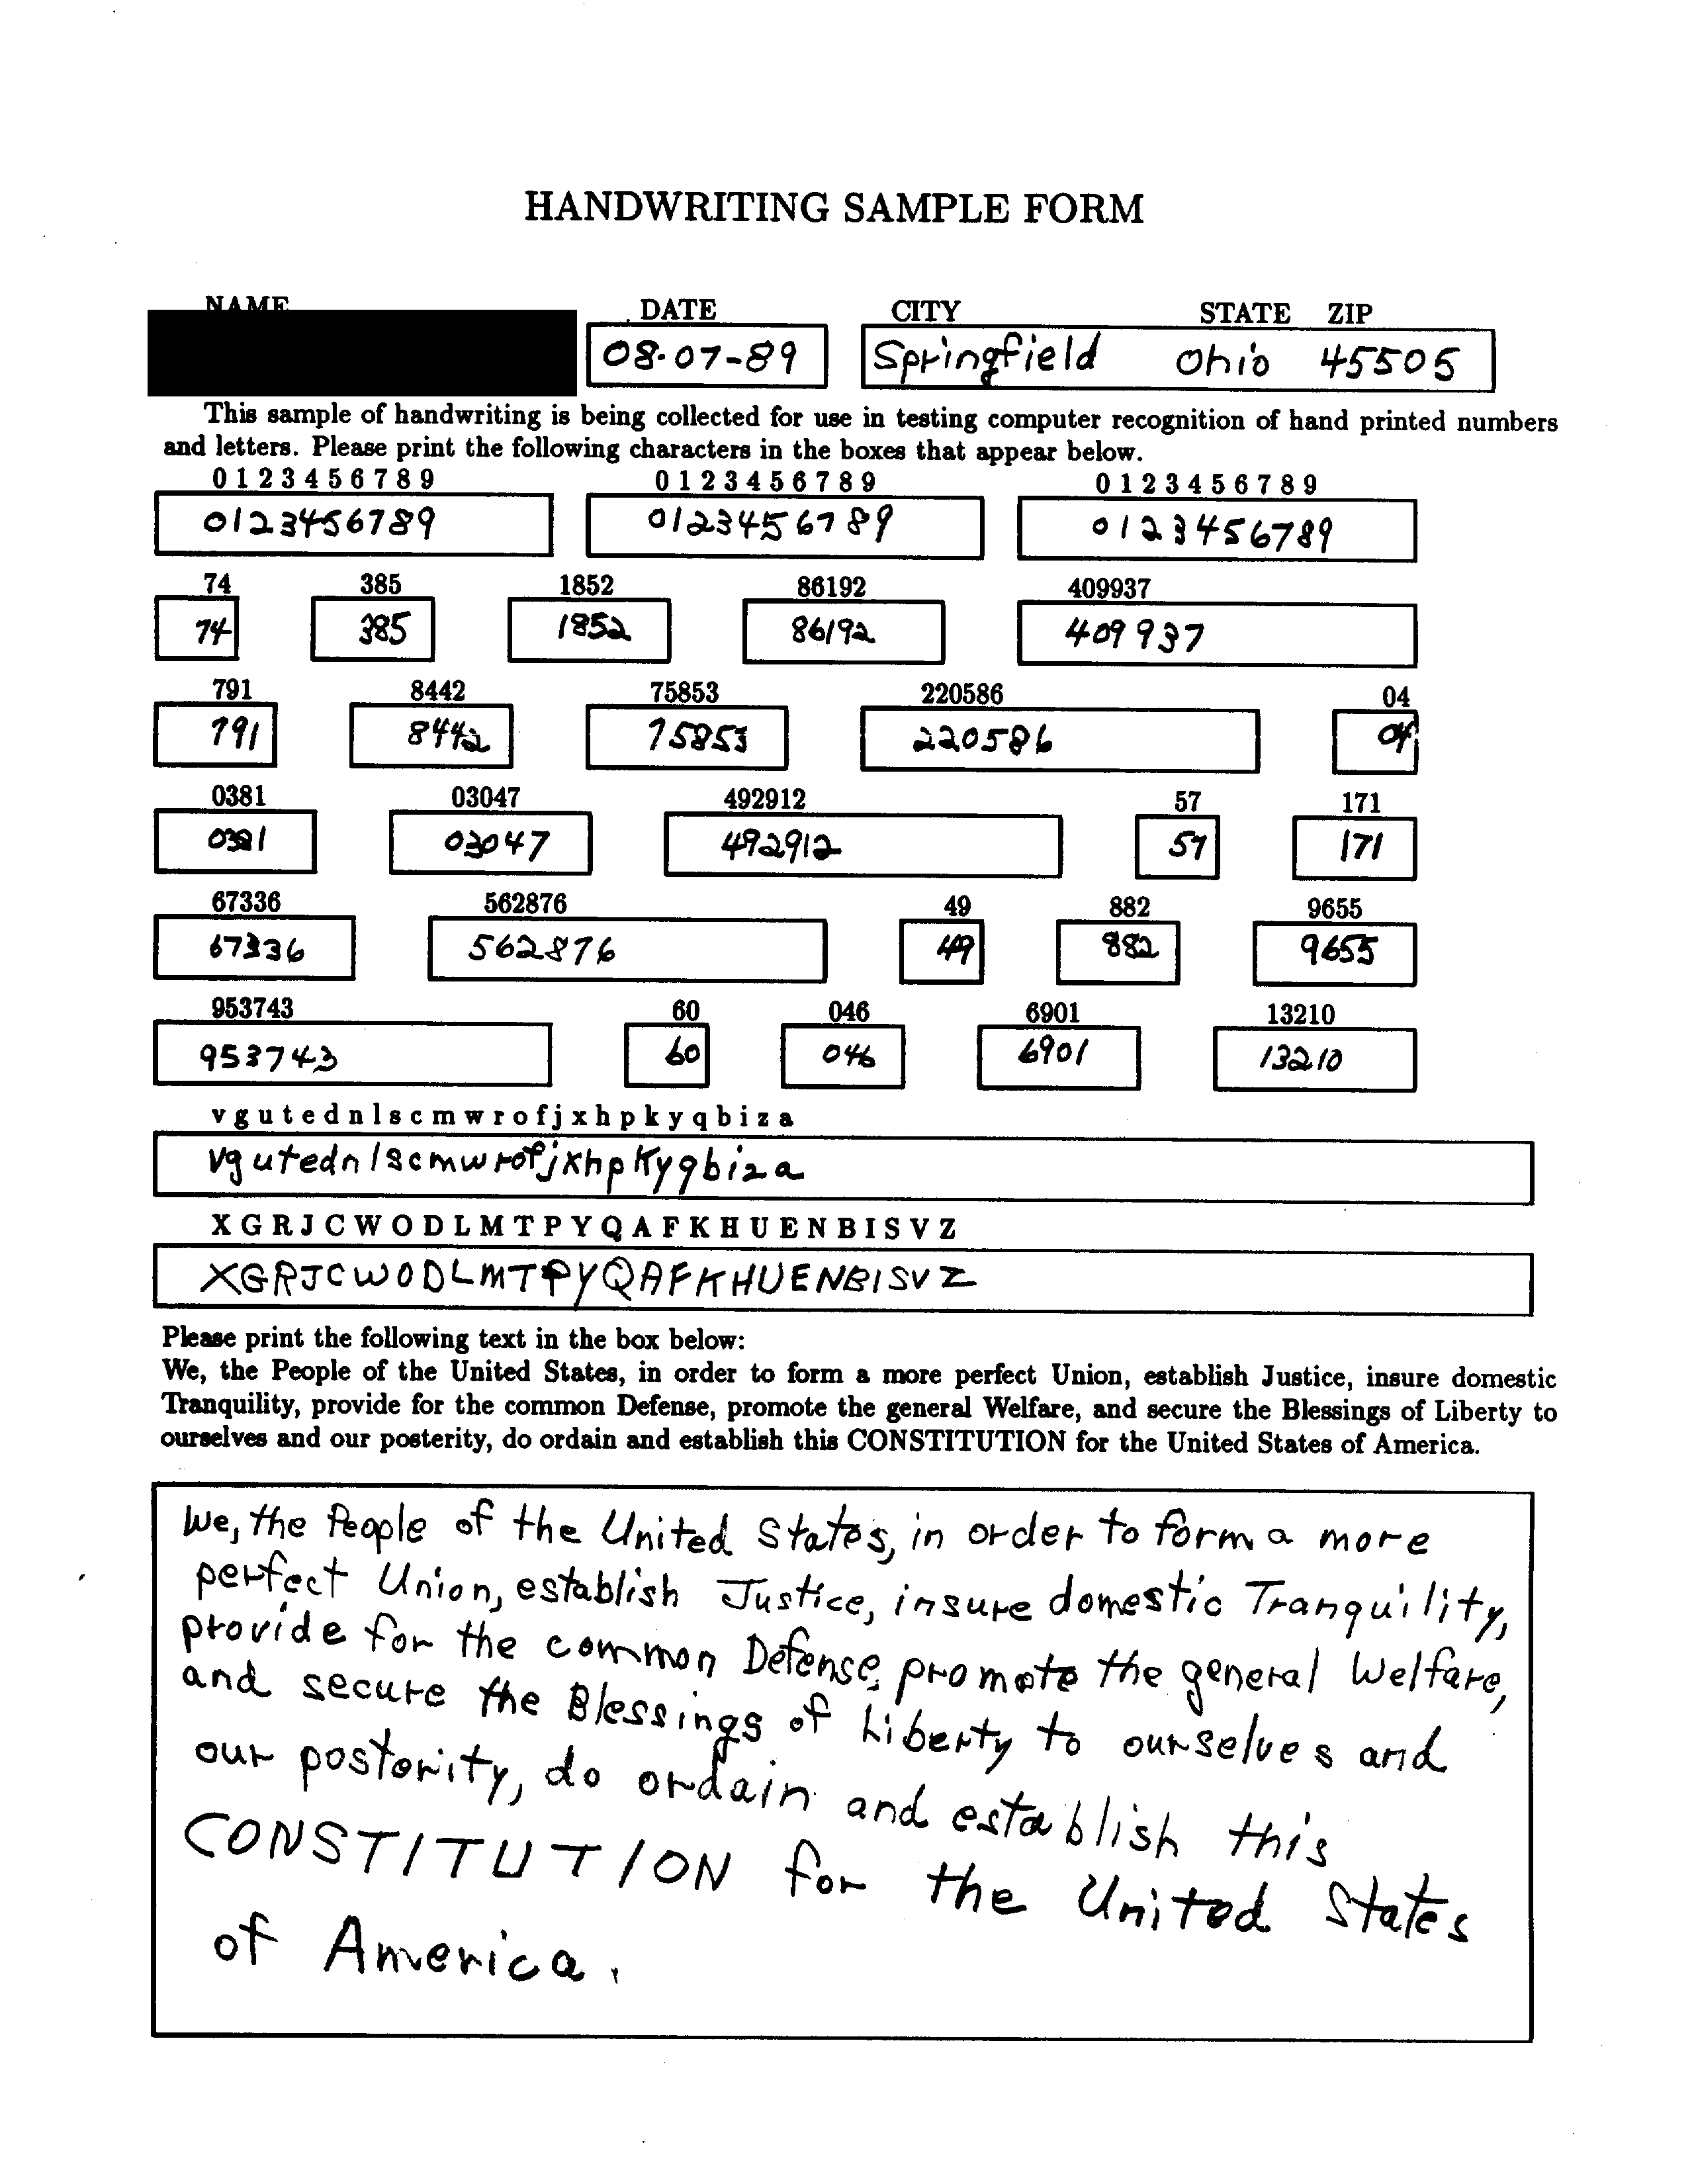 HANDWRITING SAMPLE FORM
NAME DATE CITY STATE ZIP
08-07-89 Springfield Ohio 45505
This sample of handwriting is being collected for use in testing computer recognition of hand printed numbers
and letters. Please print the following characters in the boxes that appear below.
0 1 2 3 4 5 6 7 8 9 0 1 2 3 4 5 6 7 8 9 0 1 2 3 4 5 6 7 8 9
0123456789 0123456789 0123456789
74 385 1852 86192 409937
74 385 1852 86192 409937
791 8442 75853 220586 04
791 8442 75853 220586 04
0381 03047 492912 57 171
0381 03047 492912 57 171
67336 562876 49 882 9655
67336 562876 49 882 9655
953743 60 046 6901 13210
953743 60 046 6901 13210
v g u t e d n l s c m w r o f j x h p k y q b i z a
vgutednlscmwrofjxhpkyqbiza
X G R J C W O D L M T P Y Q A F K H U E N B I S V Z
XGRJCWODLMTPYQAFKHUENBISVZ
Please print the following text in the box below:
We, the People of the United States, in order to form a more perfect Union, establish Justice, insure domestic
Tranquility, provide for the common Defense, promote the general Welfare, and secure the Blessings of Liberty to
ourselves and our posterity, do ordain and establish this CONSTITUTION for the United States of America.
We, the People of the United States, in order to form a more
perfect Union, establish Justice, insure domestic Tranquility,
provide for the common Defense, promote the general Welfare,
and secure the Blessings of Liberty to ourselves and
our postority, do ordain and establish this
CONSTITUTION for the United States
of America.